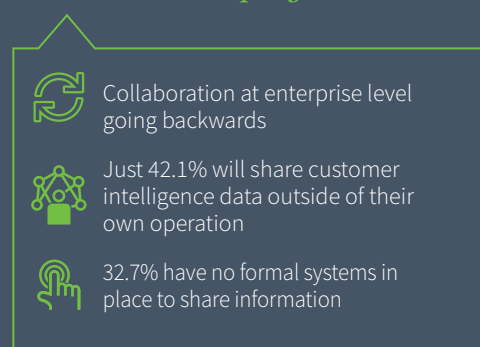 Collaboration at enterprise level
going backwards
Just 42.1% will share customer
intelligence data outside of their
own operation
32.7% have no formal systems in
place to share information